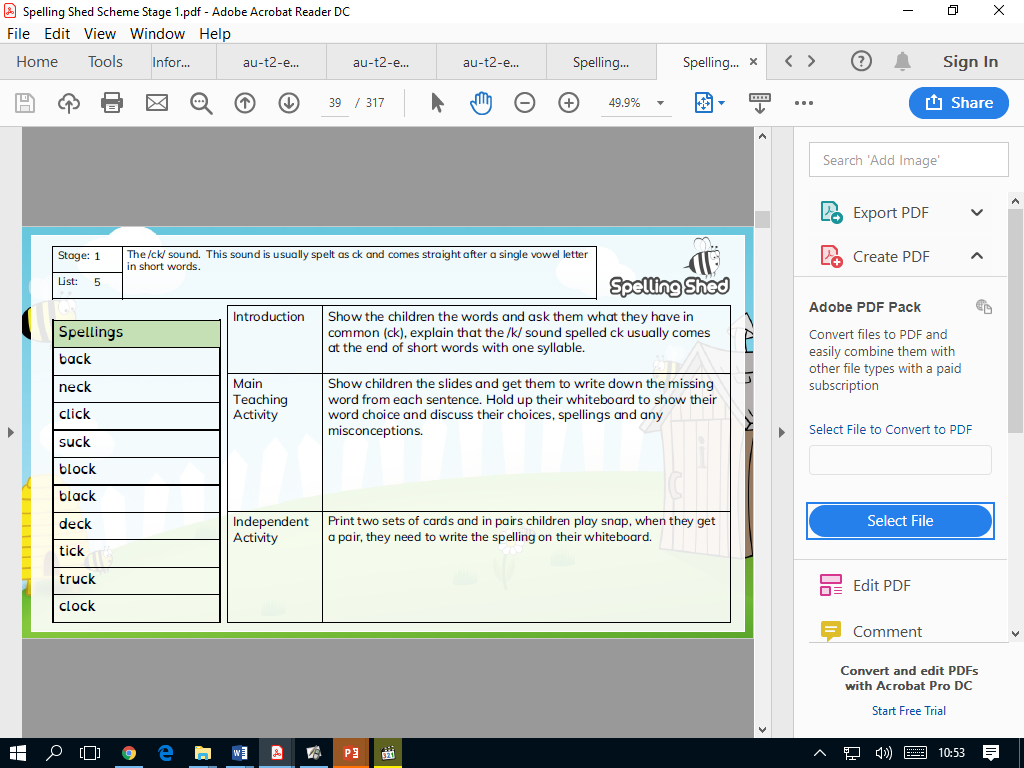 Spelling Shed Scheme Stage 1.pdf - Adobe Acrobat Reader DC
File Edit View Window Help
Home Tools Infor... au-t2-e... au-t2-e... au-t2-e... Spelling... Spelling... Sign In
39 / 317 49.9% Share
Stage: 1
List: 5
The /ck/ sound. This sound is usually spelt as ck and comes straight after a single vowel letter
in short words.
Spelling Shed
Spellings
back
neck
click
suck
block
black
deck
tick
truck
clock
Introduction
Show the children the words and ask them what they have in
common (ck), explain that the /k/ sound spelled ck usually comes
at the end of short words with one syllable.
Main
Teaching
Activity
Show children the slides and get them to write down the missing
word from each sentence. Hold up their whiteboard to show their
word choice and discuss their choices, spellings and any
misconceptions.
Independent
Activity
Print two sets of cards and in pairs children play snap, when they get
a pair, they need to write the spelling on their whiteboard.
Search 'Add Image'
Export PDF
Create PDF
Adobe PDF Pack
Convert files to PDF and
easily combine them with
other file types with a paid
subscription
Select File to Convert to PDF
Select File
Edit PDF
Comment
Convert and edit PDFs
with Acrobat Pro DC
Start Free Trial
10:53